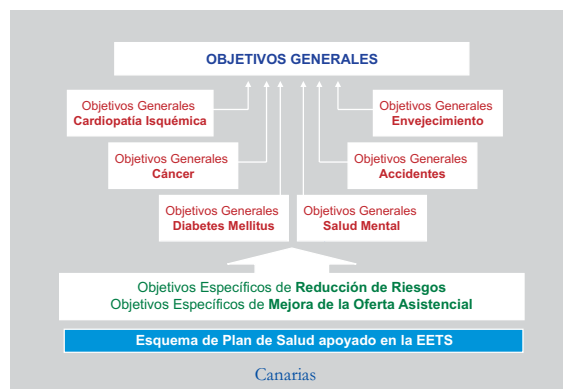 OBJETIVOS GENERALES
Objetivos Generales
Cardiopatía Isquémica
Objetivos Generales
Envejecimiento
Objetivos Generales
Cáncer
Objetivos Generales
Accidentes
Objetivos Generales
Diabetes Mellitus
Objetivos Generales
Salud Mental
Objetivos Específicos de Reducción de Riesgos
Objetivos Específicos de Mejora de la Oferta Asistencial
Esquema de Plan de Salud apoyado en la EETS
Canarias